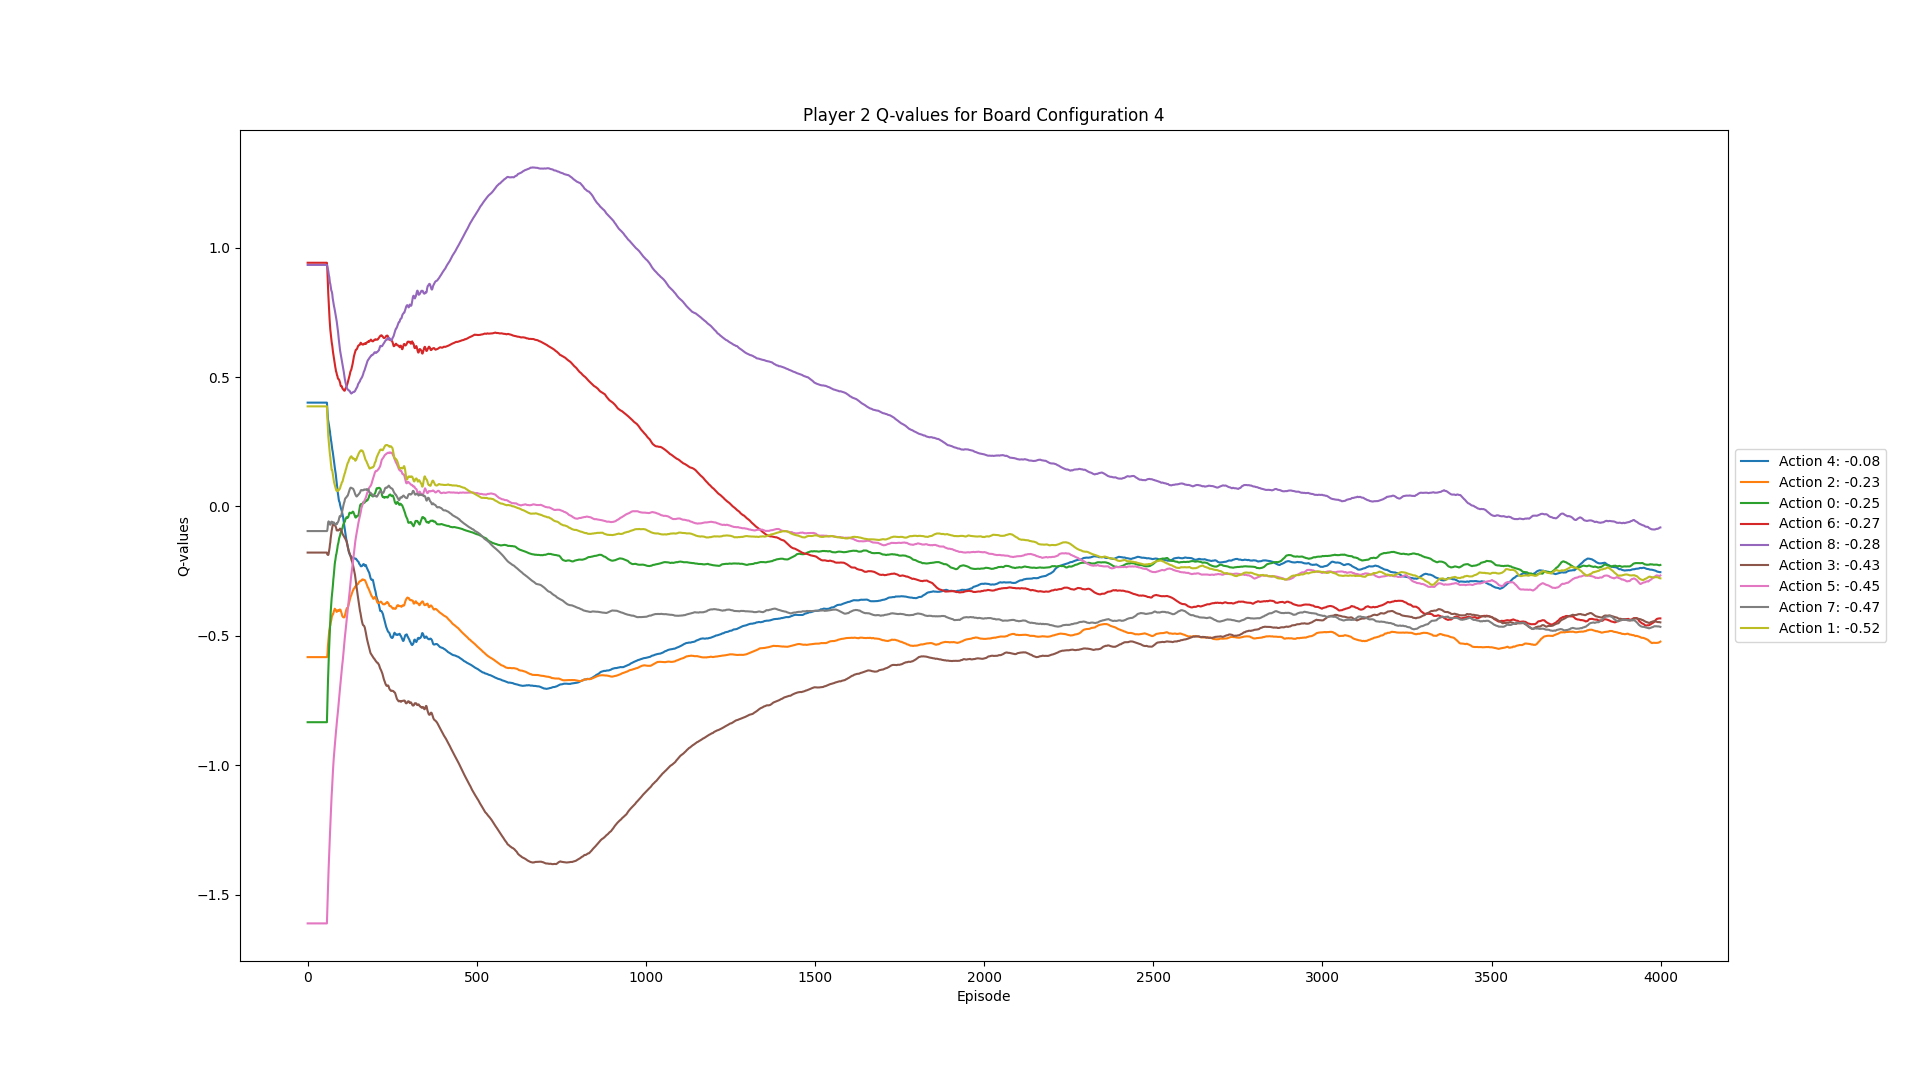 Player 2 Q-values for Board Configuration 4
Q-values
1.0
0.5
0.0
−0.5
−1.0
−1.5
0 500 1000 1500 2000 2500 3000 3500 4000
Episode
Action 4: -0.08
Action 2: -0.23
Action 0: -0.25
Action 6: -0.27
Action 8: -0.28
Action 3: -0.43
Action 5: -0.45
Action 7: -0.47
Action 1: -0.52